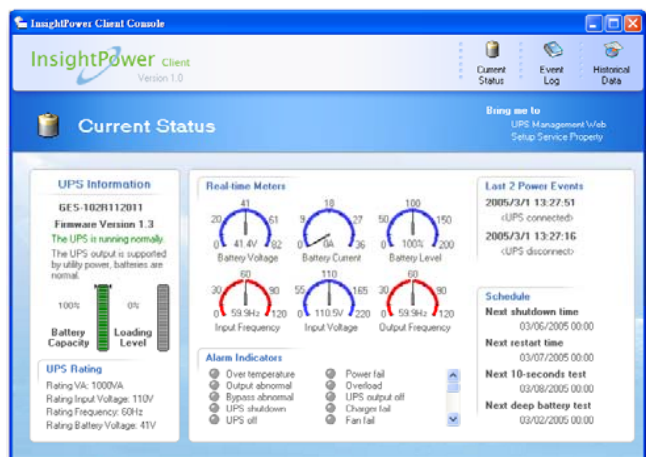 InsightPower Client Console
InsightPower Client
Version 1.0
Current Status
Event Log
Historical Data
Current Status
Bring me to
UPS Management Web
Setup Service Property
UPS Information
GES-102R112011
Firmware Version 1.3
The UPS is running normally.
The UPS output is supported
by utility power, batteries are
normal.
100%
0%
Battery Capacity
Loading Level
UPS Rating
Rating VA: 1000VA
Rating Input Voltage: 110V
Rating Frequency: 60Hz
Rating Battery Voltage: 41V
Real-time Meters
0 20 41 61 82
41.4V
Battery Voltage
0 9 18 27 36
0A
Battery Current
0 50 100 150 200
100%
Battery Level
0 30 60 90 120
59.9Hz
Input Frequency
0 55 110 165 220
110.5V
Input Voltage
0 30 60 90 120
59.9Hz
Output Frequency
Alarm Indicators
Over temperature
Output abnormal
Bypass abnormal
UPS shutdown
UPS off
Power fail
Overload
UPS output off
Charger fail
Fan fail
Last 2 Power Events
2005/3/1 13:27:51
<UPS connected>
2005/3/1 13:27:16
<UPS disconnect>
Schedule
Next shutdown time
03/06/2005 00:00
Next restart time
03/07/2005 00:00
Next 10-seconds test
03/08/2005 00:00
Next deep battery test
03/02/2005 00:00